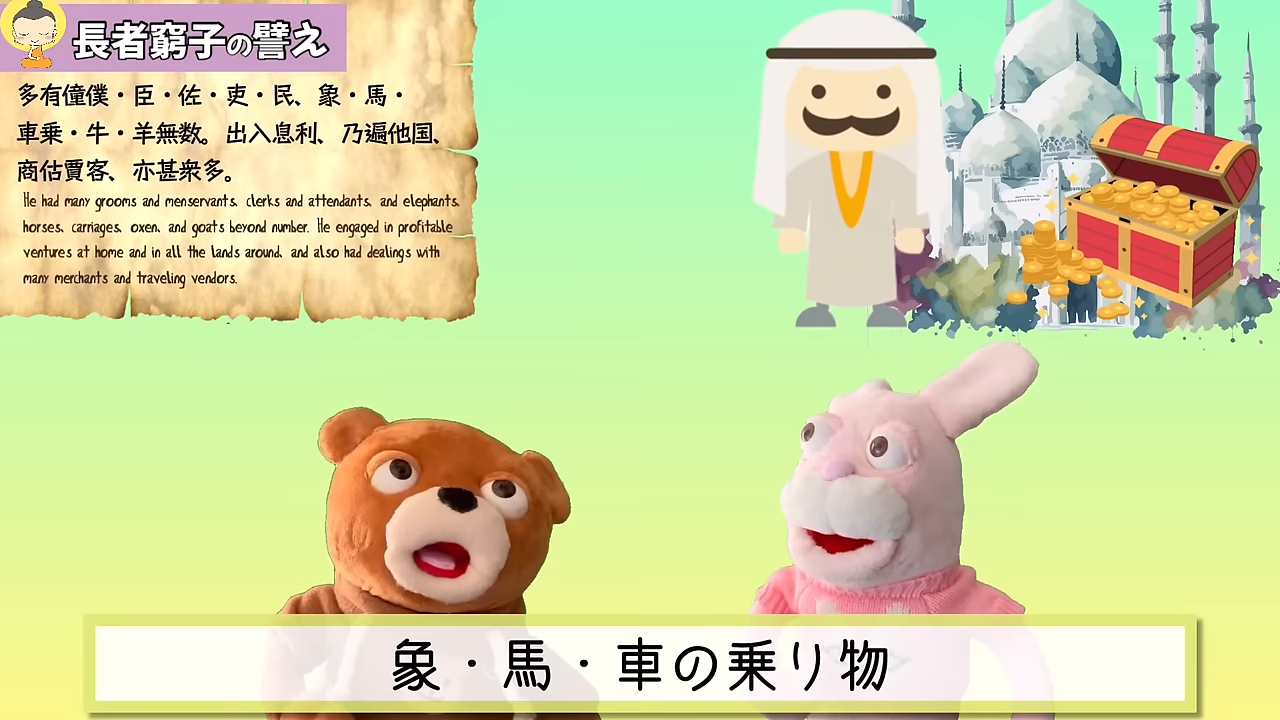 長者窮子の譬え
多有僮僕・臣・佐・吏・民、象・馬・
車乗・牛・羊無数。出入息利、乃遍他国、
商估賈客、亦甚衆多。
He had many grooms and menservants, clerks and attendants, and elephants,
horses, carriages, oxen, and goats beyond number. He engaged in profitable
ventures at home and in all the lands around, and also had dealings with
many merchants and traveling vendors.
象・馬・車の乗り物